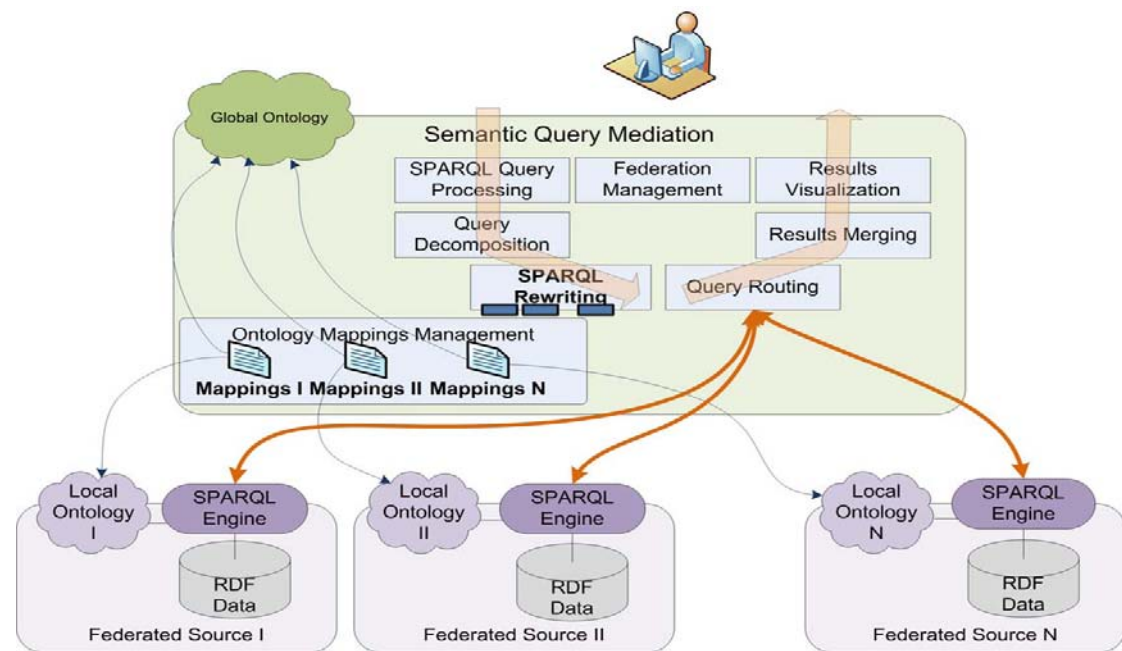 Global Ontology
Semantic Query Mediation
SPARQL Query
Processing
Federation
Management
Results
Visualization
Query
Decomposition
Results Merging
SPARQL
Rewriting
Query Routing
Ontology Mappings Management
Mappings I Mappings II Mappings N
Local
Ontology
I
SPARQL
Engine
RDF
Data
Federated Source I
Local
Ontology
II
SPARQL
Engine
RDF
Data
Federated Source II
Local
Ontology
N
SPARQL
Engine
RDF
Data
Federated Source N